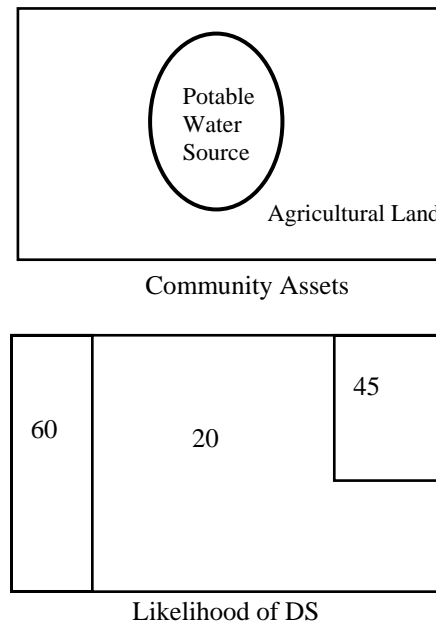 Potable
Water
Source
Agricultural Land
Community Assets
60
20
45
Likelihood of DS